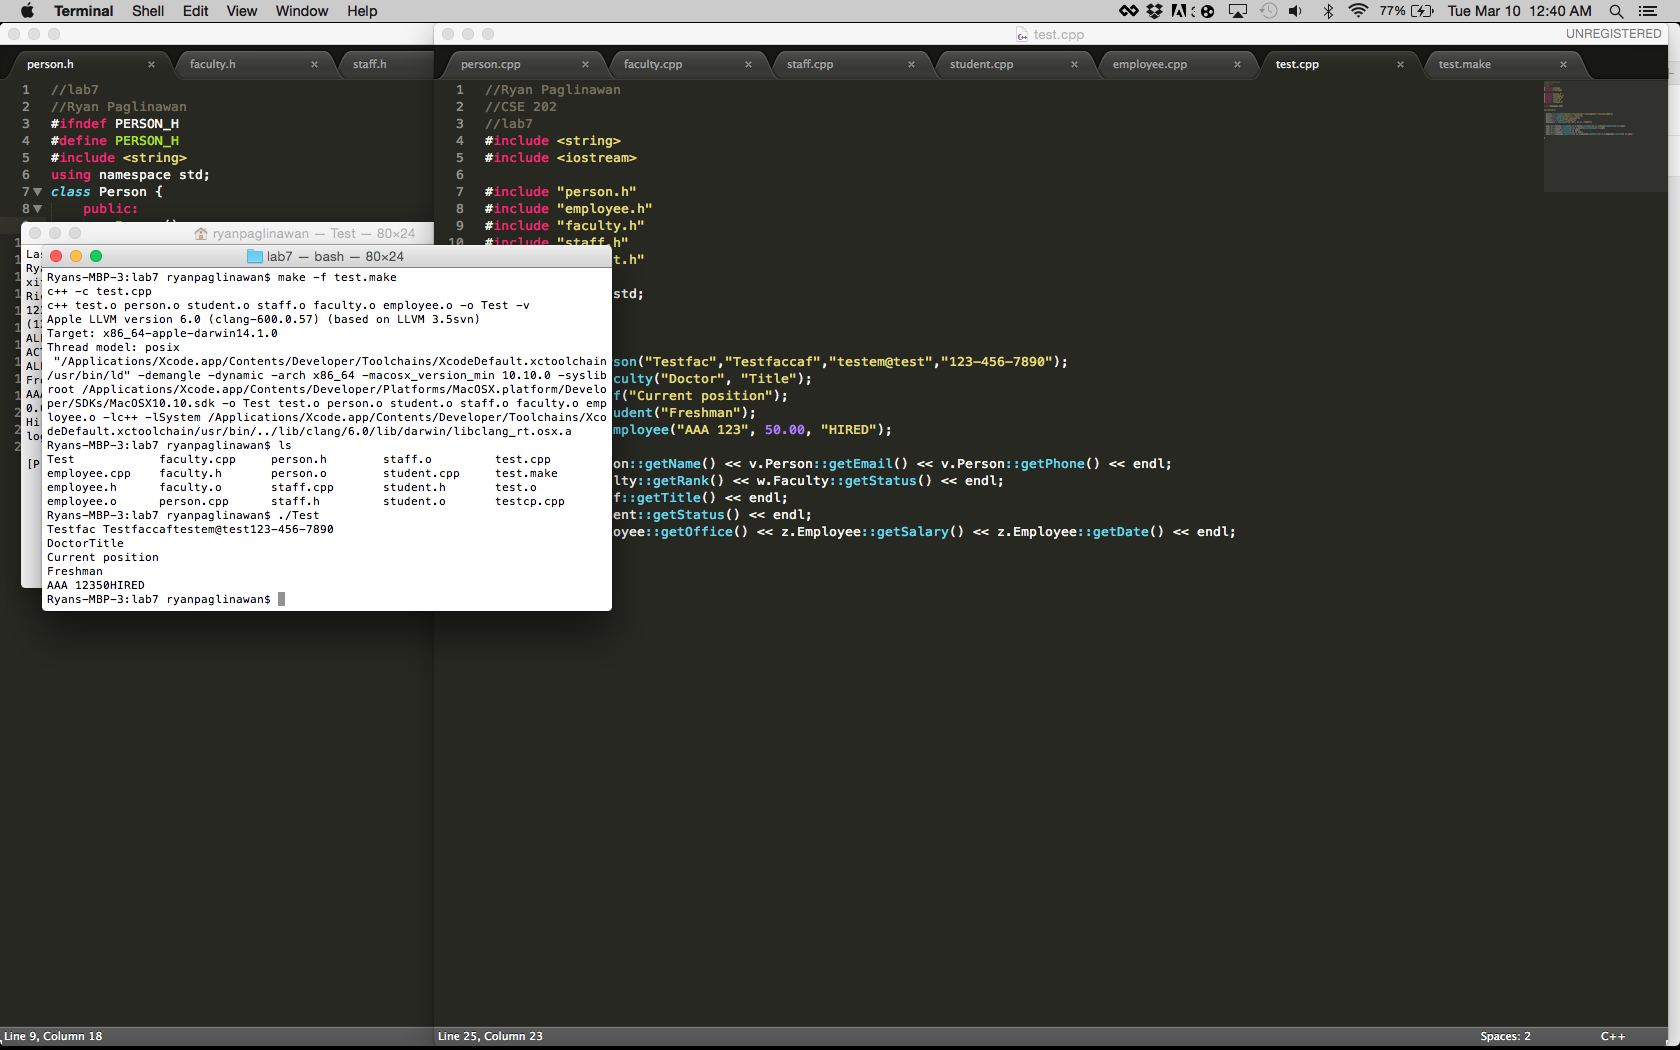 Terminal Shell Edit View Window Help 77% Tue Mar 10 12:40 AM
test.cpp UNREGISTERED
person.h faculty.h staff.h
person.cpp faculty.cpp staff.cpp student.cpp employee.cpp test.cpp test.make
1 //lab7
2 //Ryan Paglinawan
3 #ifndef PERSON_H
4 #define PERSON_H
5 #include <string>
6 using namespace std;
7 class Person {
8 public:
1 //Ryan Paglinawan
2 //CSE 202
3 //lab7
4 #include <string>
5 #include <iostream>
6
7 #include "person.h"
8 #include "employee.h"
9 #include "faculty.h"
10 #include "staff.h"
t.h"
std;
son("Testfac","Testfaccaf","testem@test","123-456-7890");
culty("Doctor", "Title");
f("Current position");
udent("Freshman");
mployee("AAA 123", 50.00, "HIRED");
on::getName() << v.Person::getEmail() << v.Person::getPhone() << endl;
lty::getRank() << w.Faculty::getStatus() << endl;
f::getTitle() << endl;
ent::getStatus() << endl;
oyee::getOffice() << z.Employee::getSalary() << z.Employee::getDate() << endl;
ryanpaglinawan — Test — 80×24
lab7 — bash — 80×24
Ryans-MBP-3:lab7 ryanpaglinawan$ make -f test.make
c++ -c test.cpp
c++ test.o person.o student.o staff.o faculty.o employee.o -o Test -v
Apple LLVM version 6.0 (clang-600.0.57) (based on LLVM 3.5svn)
Target: x86_64-apple-darwin14.1.0
Thread model: posix
"/Applications/Xcode.app/Contents/Developer/Toolchains/XcodeDefault.xctoolchain
/usr/bin/ld" -demangle -dynamic -arch x86_64 -macosx_version_min 10.10.0 -syslib
root /Applications/Xcode.app/Contents/Developer/Platforms/MacOSX.platform/Develo
per/SDKs/MacOSX10.10.sdk -o Test test.o person.o student.o staff.o faculty.o emp
loyee.o -lc++ -lSystem /Applications/Xcode.app/Contents/Developer/Toolchains/Xco
deDefault.xctoolchain/usr/bin/../lib/clang/6.0/lib/darwin/libclang_rt.osx.a
Ryans-MBP-3:lab7 ryanpaglinawan$ ls
Test faculty.cpp person.h staff.o test.cpp
employee.cpp faculty.h person.o student.cpp test.make
employee.h faculty.o staff.cpp student.h test.o
employee.o person.cpp staff.h student.o testcp.cpp
Ryans-MBP-3:lab7 ryanpaglinawan$ ./Test
Testfac Testfaccaftestem@test123-456-7890
DoctorTitle
Current position
Freshman
AAA 12350HIRED
Ryans-MBP-3:lab7 ryanpaglinawan$
Line 9, Column 18
Line 25, Column 23 Spaces: 2 C++